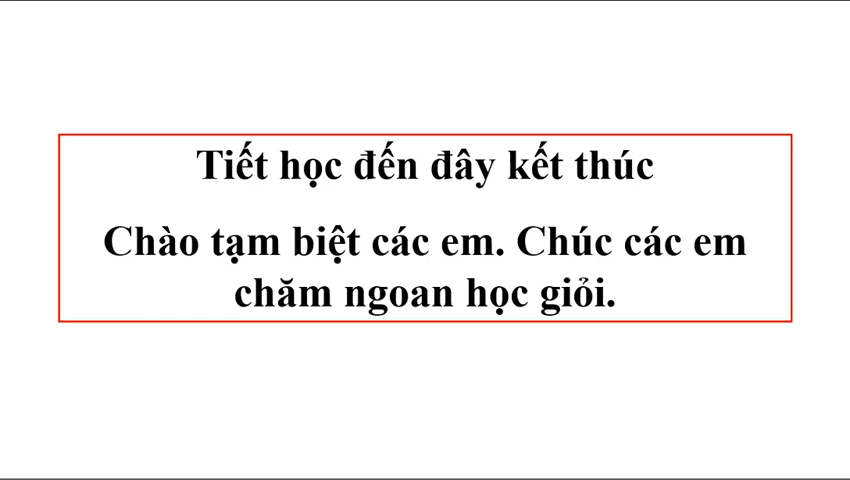 Tiết học đến đây kết thúc
Chào tạm biệt các em. Chúc các em
chăm ngoan học giỏi.